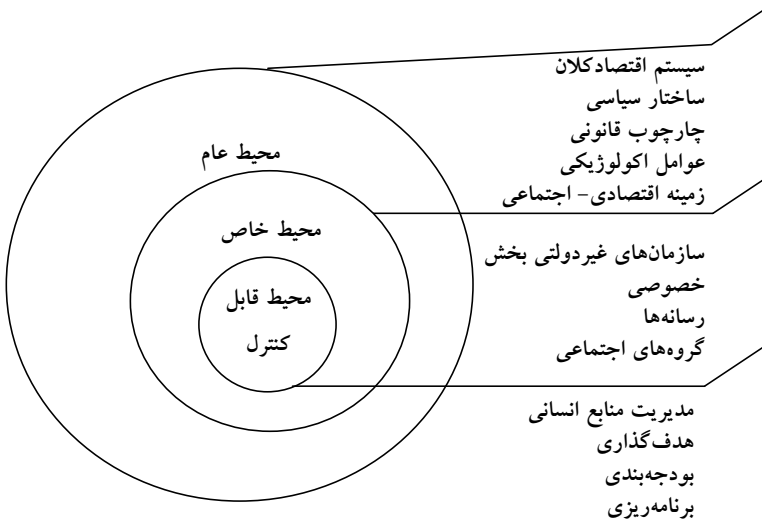 سیستم اقتصادکلان
ساختار سیاسی
چارچوب قانونی
عوامل اکولوژیکی
زمینه اقتصادی- اجتماعی
محیط عام
محیط خاص
محیط قابل
کنترل
سازمان‌های غیردولتی بخش
خصوصی
رسانه‌ها
گروه‌های اجتماعی
مدیریت منابع انسانی
هدف‌گذاری
بودجه‌بندی
برنامه‌ریزی